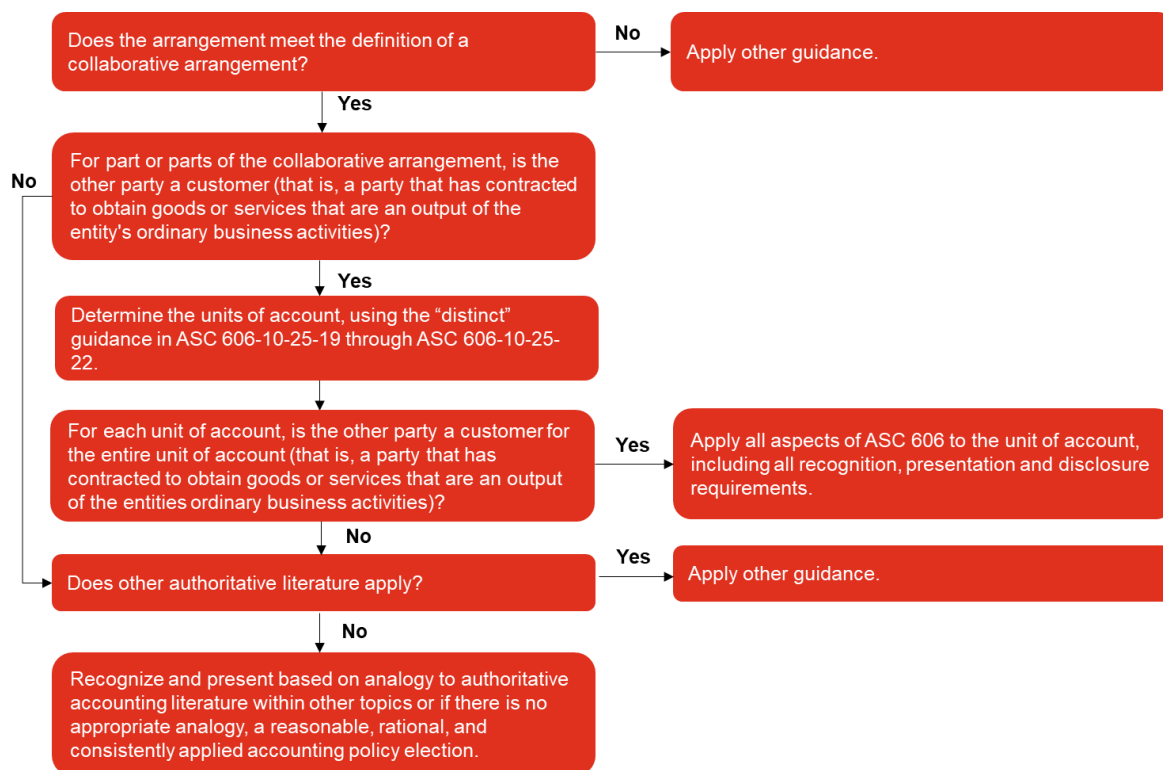 Does the arrangement meet the definition of a
collaborative arrangement?
No
Apply other guidance.
Yes
No
For part or parts of the collaborative arrangement, is the
other party a customer (that is, a party that has contracted
to obtain goods or services that are an output of the
entity's ordinary business activities)?
Yes
Determine the units of account, using the “distinct”
guidance in ASC 606-10-25-19 through ASC 606-10-25-
22.
For each unit of account, is the other party a customer for
the entire unit of account (that is, a party that has
contracted to obtain goods or services that are an output
of the entities ordinary business activities)?
Yes
Apply all aspects of ASC 606 to the unit of account,
including all recognition, presentation and disclosure
requirements.
No
Does other authoritative literature apply?
Yes
Apply other guidance.
No
Recognize and present based on analogy to authoritative
accounting literature within other topics or if there is no
appropriate analogy, a reasonable, rational, and
consistently applied accounting policy election.